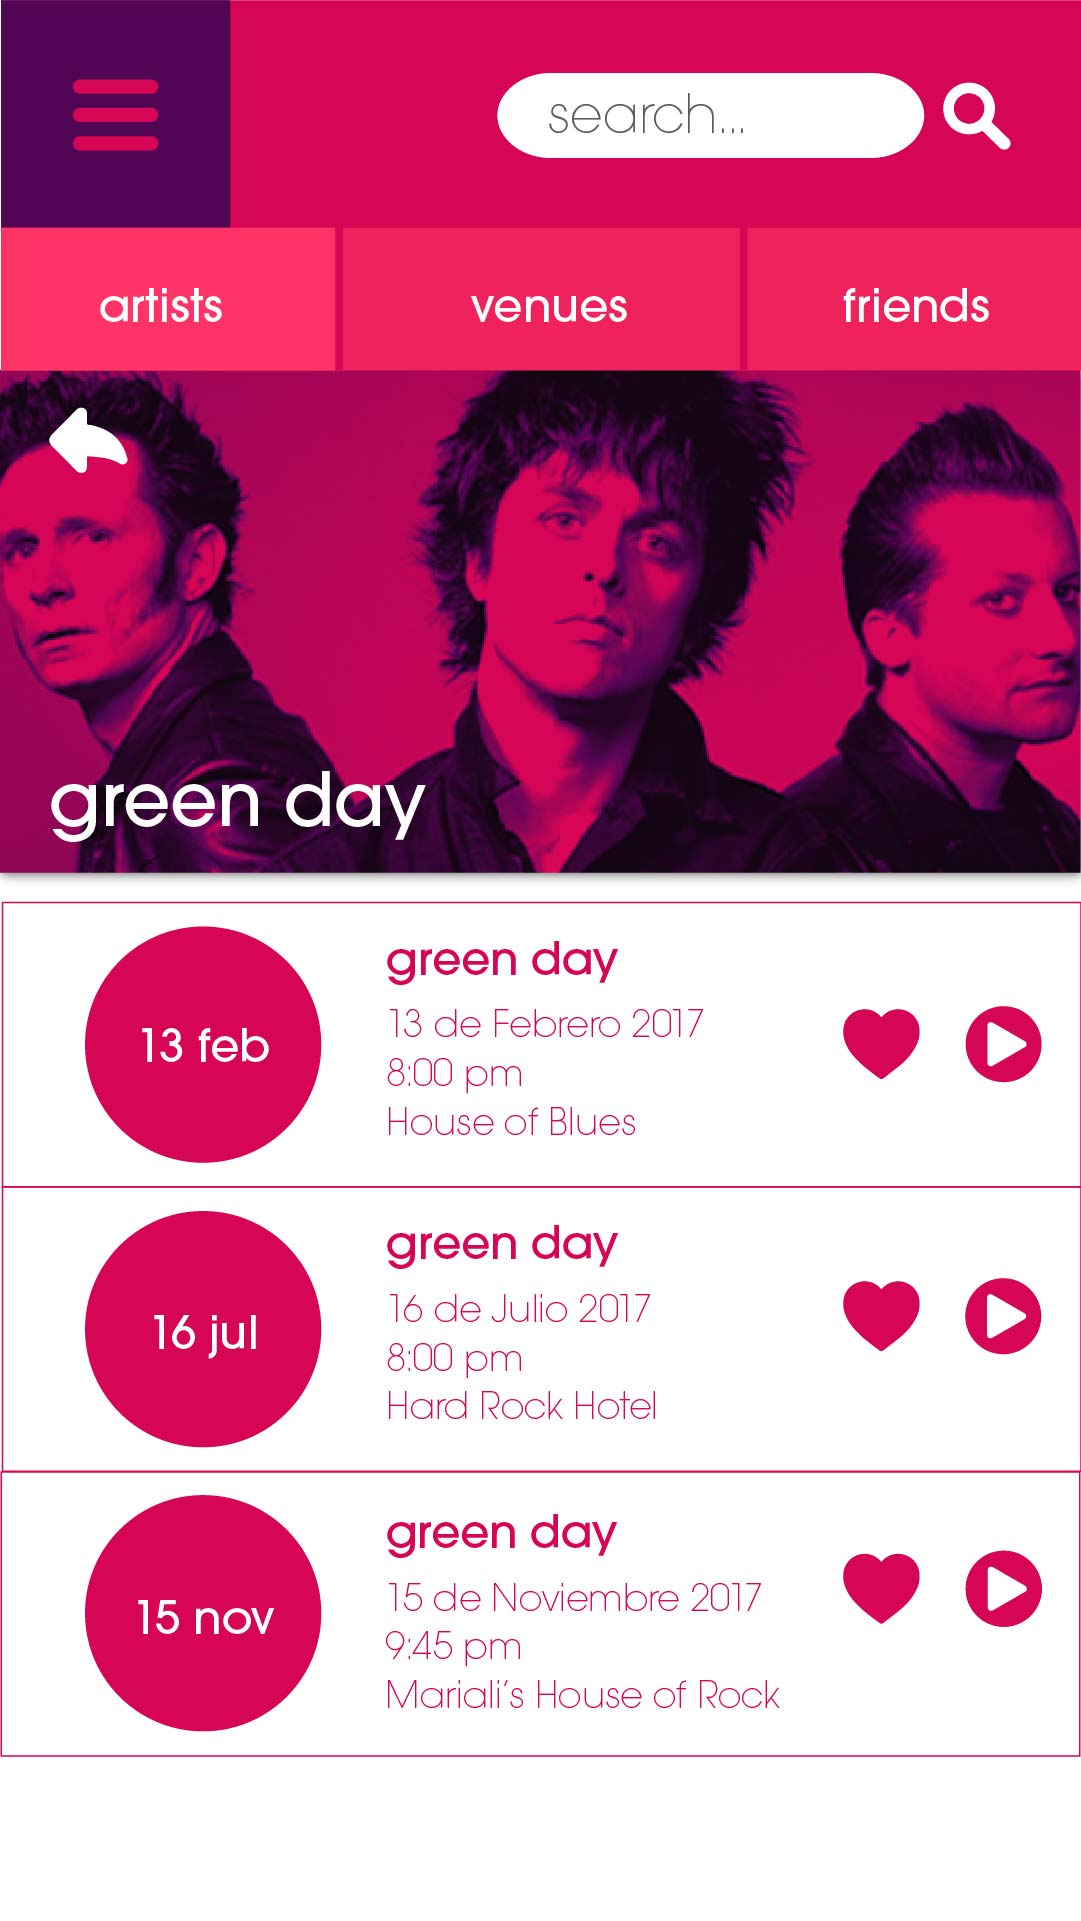 search...
artists
venues
friends
green day
13 feb
green day
13 de Febrero 2017
8:00 pm
House of Blues
16 jul
green day
16 de Julio 2017
8:00 pm
Hard Rock Hotel
15 nov
green day
15 de Noviembre 2017
9:45 pm
Mariali's House of Rock